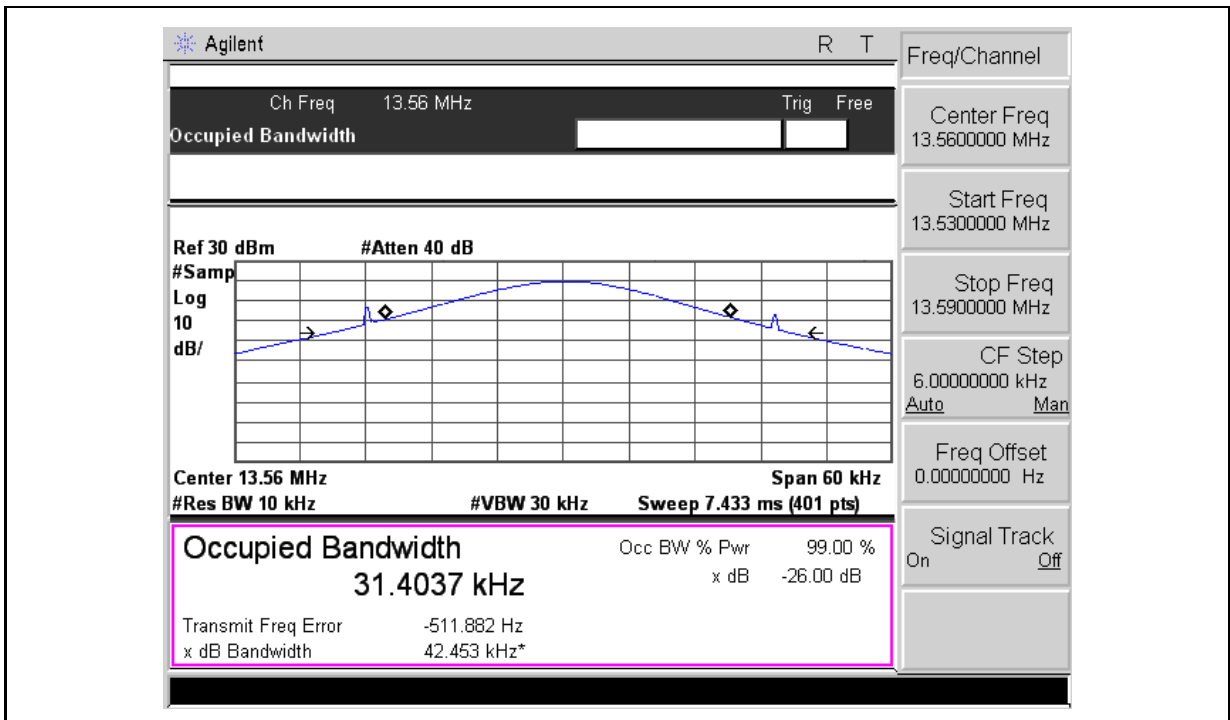 Agilent R T
Freq/Channel
Ch Freq 13.56 MHz Trig Free
Occupied Bandwidth
Center Freq
13.5600000 MHz
Start Freq
13.5300000 MHz
Stop Freq
13.5900000 MHz
CF Step
6.00000000 kHz
Auto Man
Freq Offset
0.00000000 Hz
Signal Track
On Off
Ref 30 dBm #Atten 40 dB
#Samp
Log
10
dB/
Center 13.56 MHz Span 60 kHz
#Res BW 10 kHz #VBW 30 kHz Sweep 7.433 ms (401 pts)
Occupied Bandwidth Occ BW % Pwr 99.00 %
31.4037 kHz x dB -26.00 dB
Transmit Freq Error -511.882 Hz
x dB Bandwidth 42.453 kHz*